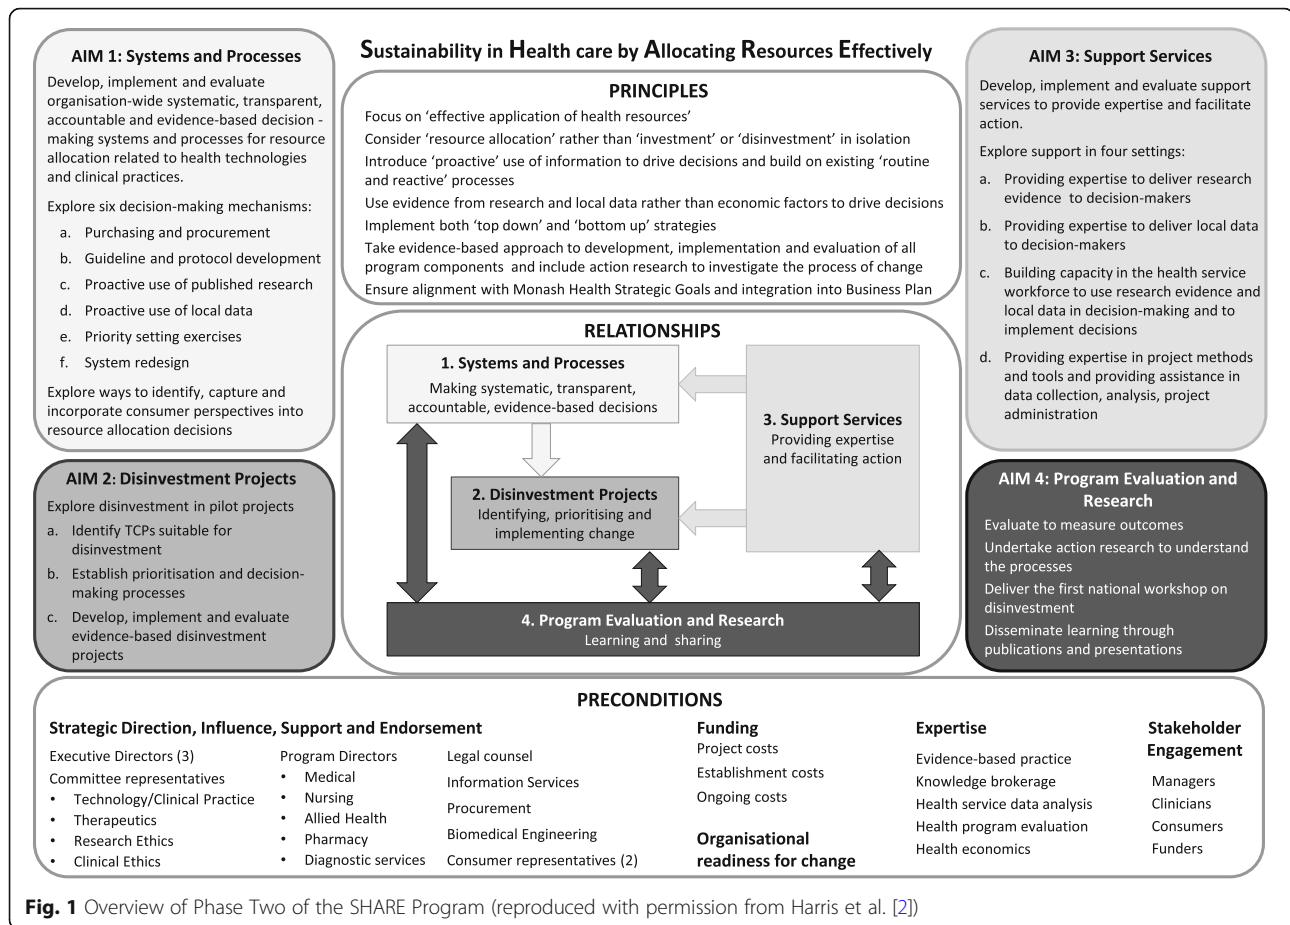 Sustainability in Health care by Allocating Resources Effectively
AIM 1: Systems and Processes
Develop, implement and evaluate
organisation-wide systematic, transparent,
accountable and evidence-based decision -
making systems and processes for resource
allocation related to health technologies
and clinical practices.
Explore six decision-making mechanisms:
a. Purchasing and procurement
b. Guideline and protocol development
c. Proactive use of published research
d. Proactive use of local data
e. Priority setting exercises
f. System redesign
Explore ways to identify, capture and
incorporate consumer perspectives into
resource allocation decisions
AIM 2: Disinvestment Projects
Explore disinvestment in pilot projects
a. Identify TCPs suitable for
disinvestment
b. Establish prioritisation and decision-
making processes
c. Develop, implement and evaluate
evidence-based disinvestment
projects
PRINCIPLES
Focus on ‘effective application of health resources’
Consider ‘resource allocation’ rather than ‘investment’ or ‘disinvestment’ in isolation
Introduce ‘proactive’ use of information to drive decisions and build on existing ‘routine
and reactive’ processes
Use evidence from research and local data rather than economic factors to drive decisions
Implement both ‘top down’ and ‘bottom up’ strategies
Take evidence-based approach to development, implementation and evaluation of all
program components and include action research to investigate the process of change
Ensure alignment with Monash Health Strategic Goals and integration into Business Plan
RELATIONSHIPS
1. Systems and Processes
Making systematic, transparent,
accountable, evidence-based decisions
2. Disinvestment Projects
Identifying, prioritising and
implementing change
3. Support Services
Providing expertise
and facilitating action
4. Program Evaluation and Research
Learning and sharing
AIM 3: Support Services
Develop, implement and evaluate support
services to provide expertise and facilitate
action.
Explore support in four settings:
a. Providing expertise to deliver research
evidence to decision-makers
b. Providing expertise to deliver local data
to decision-makers
c. Building capacity in the health service
workforce to use research evidence and
local data in decision-making and to
implement decisions
d. Providing expertise in project methods
and tools and providing assistance in
data collection, analysis, project
administration
AIM 4: Program Evaluation and
Research
Evaluate to measure outcomes
Undertake action research to understand
the processes
Deliver the first national workshop on
disinvestment
Disseminate learning through
publications and presentations
PRECONDITIONS
Strategic Direction, Influence, Support and Endorsement
Executive Directors (3)
Committee representatives
• Technology/Clinical Practice
• Therapeutics
• Research Ethics
• Clinical Ethics
Program Directors
• Medical
• Nursing
• Allied Health
• Pharmacy
• Diagnostic services
Legal counsel
Information Services
Procurement
Biomedical Engineering
Consumer representatives (2)
Funding
Project costs
Establishment costs
Ongoing costs
Organisational
readiness for change
Expertise
Evidence-based practice
Knowledge brokerage
Health service data analysis
Health program evaluation
Health economics
Stakeholder
Engagement
Managers
Clinicians
Consumers
Funders
Fig. 1 Overview of Phase Two of the SHARE Program (reproduced with permission from Harris et al. [2])